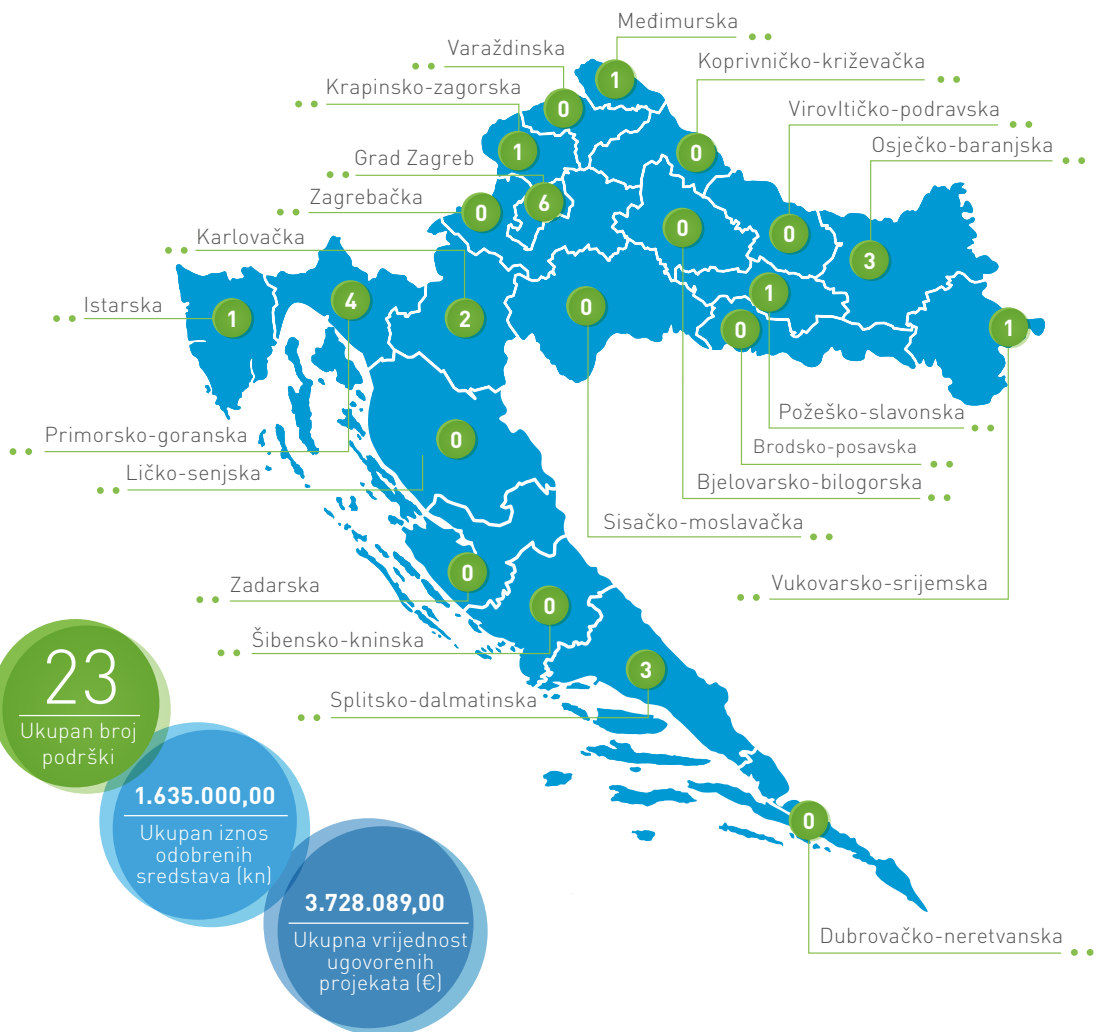 Međimurska
1
Varaždinska
0
Koprivničko-križevačka
0
Krapinsko-zagorska
1
VirovItičko-podravska
0
Osječko-baranjska
3
Grad Zagreb
6
Zagrebačka
0
Karlovačka
2
Istarska
1
4
0
0
1
0
1
Primorsko-goranska
Ličko-senjska
0
Požeško-slavonska
Brodsko-posavska
Bjelovarsko-bilogorska
Sisačko-moslavačka
Vukovarsko-srijemska
Zadarska
0
Šibensko-kninska
0
Splitsko-dalmatinska
3
Dubrovačko-neretvanska
0
23
Ukupan broj
podrški
1.635.000,00
Ukupan iznos
odobrenih
sredstava (kn)
3.728.089,00
Ukupna vrijednost
ugovorenih
projekata (€)